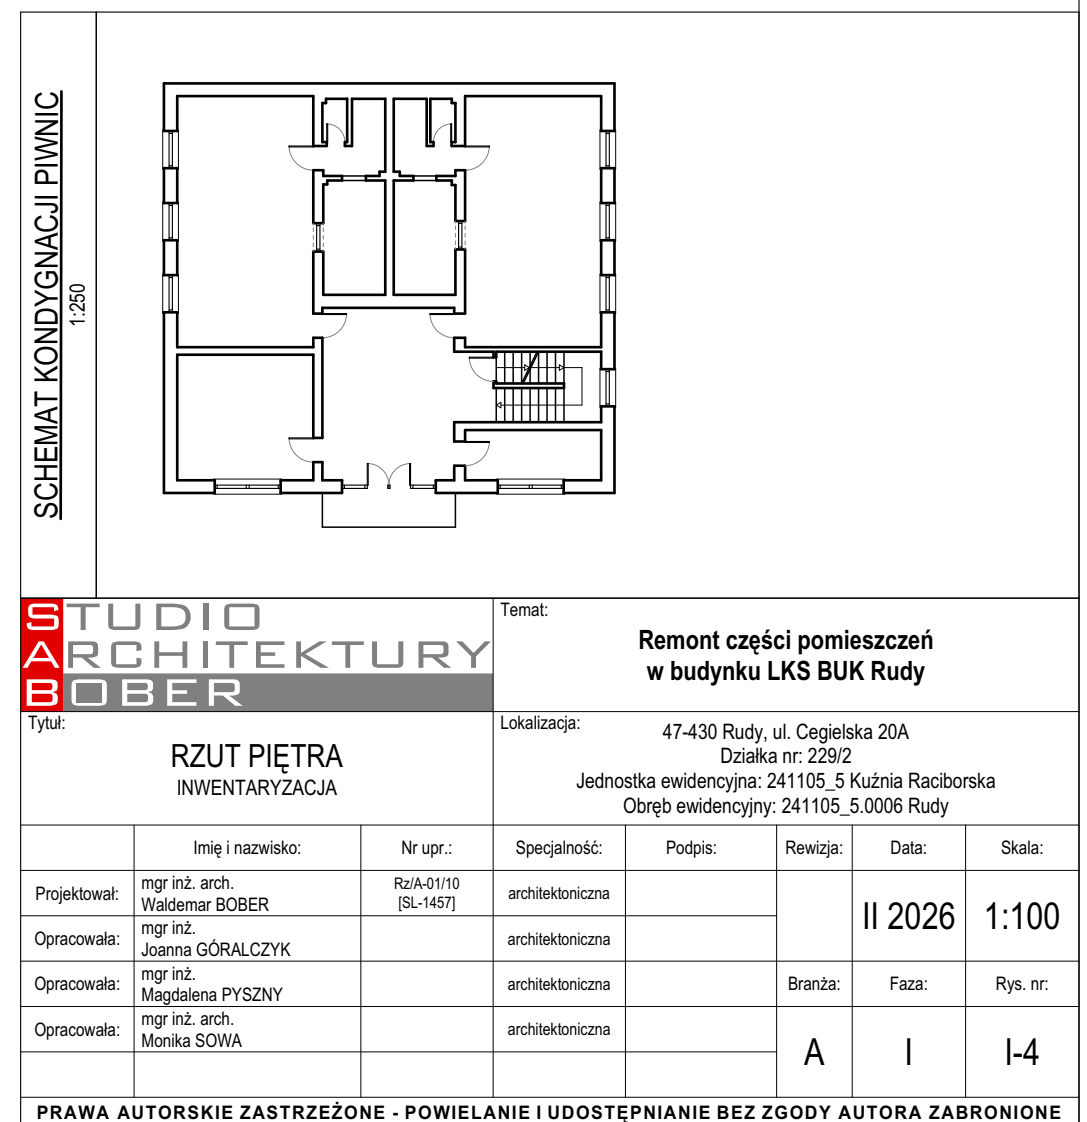 SCHEMAT KONDYGNACJI PIWNIC
1:250
STUDIO
ARCHITEKTURY
BOBER
Temat:
Remont części pomieszczeń
w budynku LKS BUK Rudy
Tytuł:
RZUT PIĘTRA
INWENTARYZACJA
Lokalizacja:
47-430 Rudy, ul. Cegielska 20A
Działka nr: 229/2
Jednostka ewidencyjna: 241105_5 Kuźnia Raciborska
Obręb ewidencyjny: 241105_5.0006 Rudy
Imię i nazwisko: Nr upr.: Specjalność: Podpis: Rewizja: Data: Skala:
Projektował: mgr inż. arch. Waldemar BOBER Rz/A-01/10 [SL-1457] architektoniczna
II 2026 1:100
Opracowała: mgr inż. Joanna GÓRALCZYK architektoniczna
Opracowała: mgr inż. Magdalena PYSZNY architektoniczna Branża: Faza: Rys. nr:
Opracowała: mgr inż. arch. Monika SOWA architektoniczna
A I I-4
PRAWA AUTORSKIE ZASTRZEŻONE - POWIELANIE I UDOSTĘPNIANIE BEZ ZGODY AUTORA ZABRONIONE